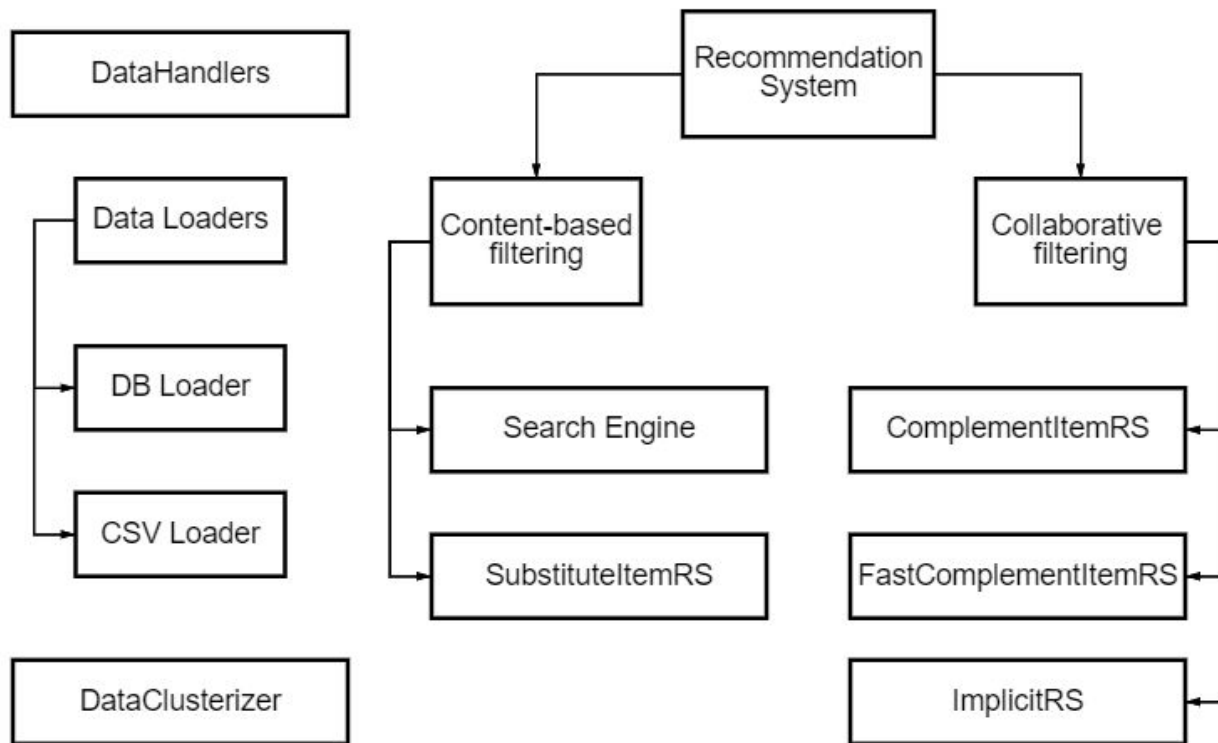 DataHandlers
Recommendation
System
Data Loaders
Content-based
filtering
Collaborative
filtering
DB Loader
Search Engine
ComplementItemRS
CSV Loader
SubstituteItemRS
FastComplementItemRS
DataClusterizer
ImplicitRS